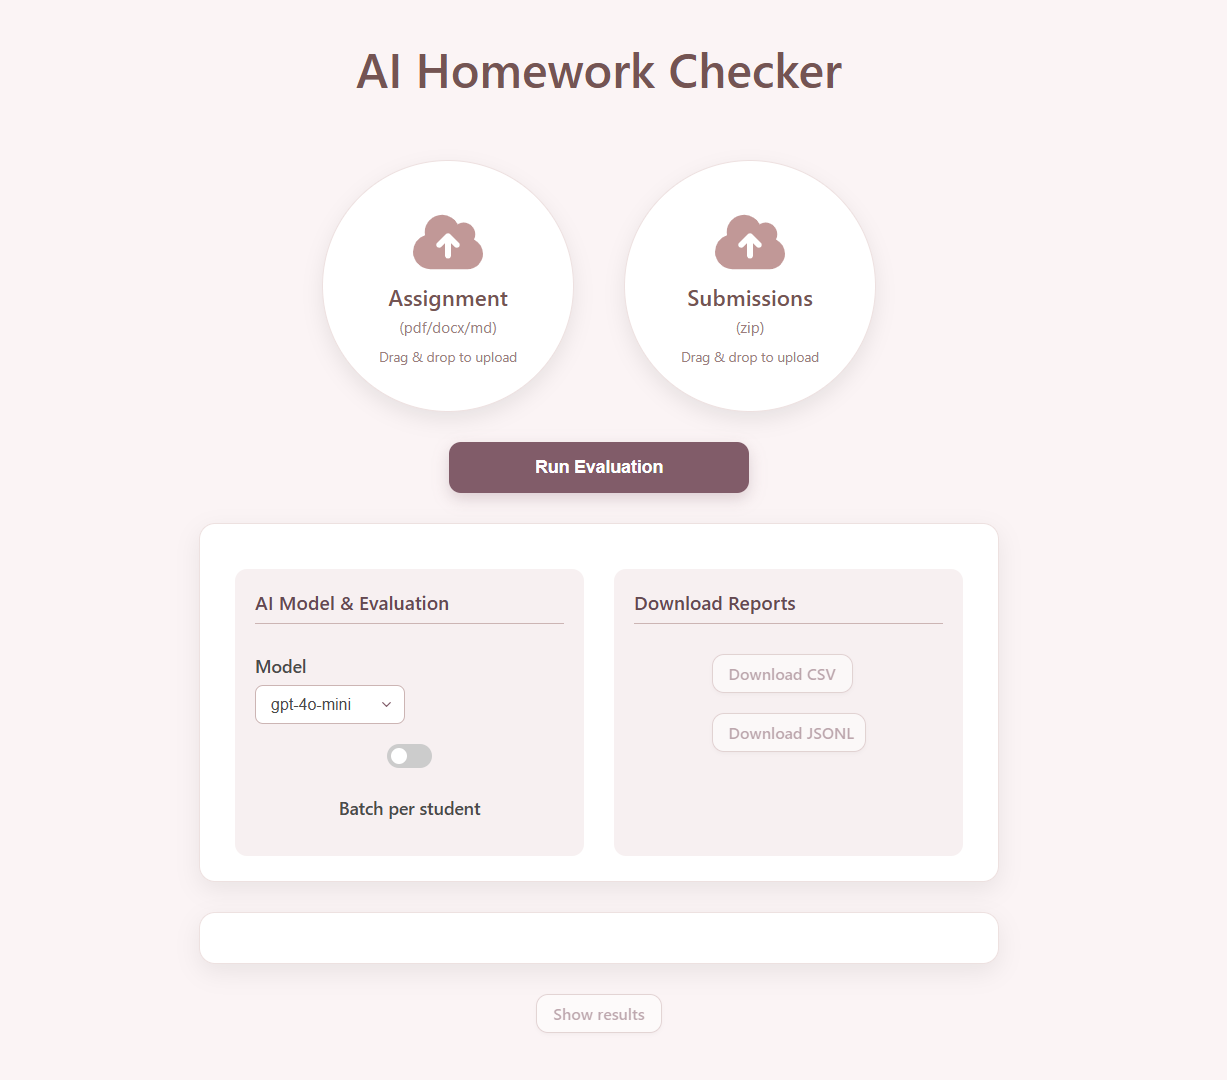 AI Homework Checker
Assignment
(pdf/docx/md)
Drag & drop to upload
Submissions
(zip)
Drag & drop to upload
Run Evaluation
AI Model & Evaluation
Model
gpt-4o-mini
Batch per student
Download Reports
Download CSV
Download JSONL
Show results